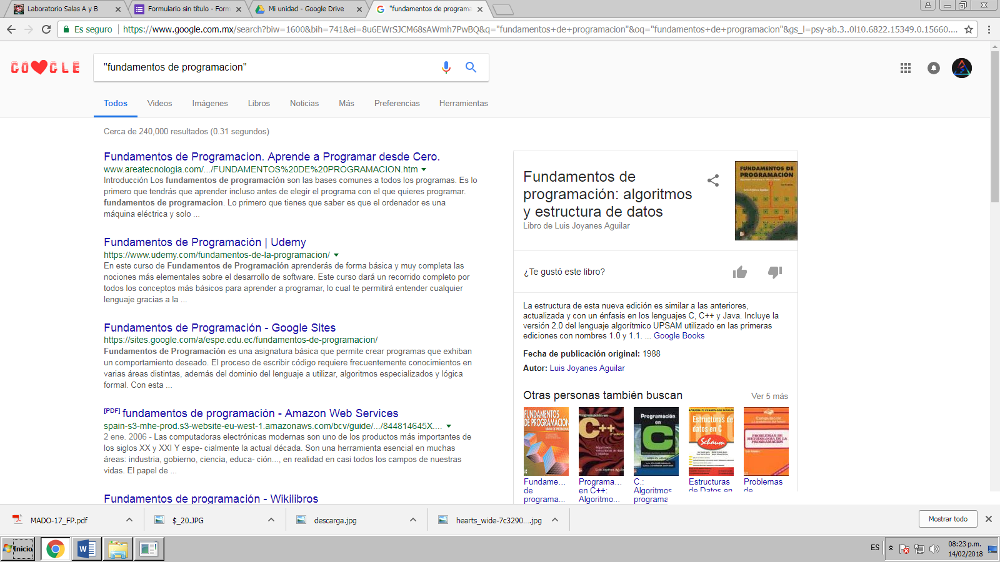 Laboratorio Salas A y B
Formulario sin título - Form
Mi unidad - Google Drive
"fundamentos de programa
Es seguro
https://www.google.com.mx/search?biw=1600&bih=741&ei=8u6EWrSJCM68sAWmh7PwBQ&q="fundamentos+de+programacion"&oq="fundamentos+de+programacion"&gs_l=psy-ab.3..0l10.6822.15349.0.15660....
"fundamentos de programacion"
Todos
Videos
Imágenes
Libros
Noticias
Más
Preferencias
Herramientas
Cerca de 240,000 resultados (0.31 segundos)
Fundamentos de Programacion. Aprende a Programar desde Cero.
www.areatecnologia.com/.../FUNDAMENTOS%20DE%20PROGRAMACION.htm
Introducción Los fundamentos de programación son las bases comunes a todos los programas. Es lo
primero que tendrás que aprender incluso antes de elegir el programa con el que quieres programar.
fundamentos de programacion. Lo primero que tienes que saber es que el ordenador es una
máquina eléctrica y solo ...
Fundamentos de Programación | Udemy
https://www.udemy.com/fundamentos-de-la-programacion/
En este curso de Fundamentos de Programación aprenderás de forma básica y muy completa las
nociones más elementales sobre el desarrollo de software. Este curso dará un recorrido completo por
todos los conceptos más básicos para aprender a programar, lo cual te permitirá entender cualquier
lenguaje gracias a la ...
Fundamentos de Programación - Google Sites
https://sites.google.com/a/espe.edu.ec/fundamentos-de-programacion/
Fundamentos de Programación es una asignatura básica que permite crear programas que exhiban
un comportamiento deseado. El proceso de escribir código requiere frecuentemente conocimientos en
varias áreas distintas, además del dominio del lenguaje a utilizar, algoritmos especializados y lógica
formal. Con esta ...
[PDF] fundamentos de programación - Amazon Web Services
spain-s3-mhe-prod.s3-website-eu-west-1.amazonaws.com/bcv/guide/.../844814645X....
2 ene. 2006 - Las computadoras electrónicas modernas son uno de los productos más importantes de
los siglos XX y XXI Y espe- cialmente la actual década. Son una herramienta esencial en muchas
áreas: industria, gobierno, ciencia, educa- ción..., en realidad en casi todos los campos de nuestras
vidas. El papel de ...
Fundamentos de programación - Wikilibros
Fundamentos de
programación: algoritmos
y estructura de datos
Libro de Luis Joyanes Aguilar
FUNDAMENTOS DE
PROGRAMACIÓN
¿Te gustó este libro?
La estructura de esta nueva edición es similar a las anteriores,
actualizada y con un énfasis en los lenguajes C, C++ y Java. Incluye la
versión 2.0 del lenguaje algorítmico UPSAM utilizado en las primeras
ediciones con nombres 1.0 y 1.1. ... Google Books
Fecha de publicación original: 1988
Autor: Luis Joyanes Aguilar
Otras personas también buscan
Ver 5 más
FUNDAMENTOS
DE PROGRAMACIÓN
LIBRO DE PROBLEMAS
Programación en
C++
Programación
en
C
Estructuras de
datos en C
Schaum
PROBLEMAS DE
METODOLOGÍA DE LA
PROGRAMACIÓN
Fundame...
de
programa...
Programa...
en C++:
Algoritmo...
C.:
Algoritmos
programa
Estructuras
de Datos en
Problemas
de
MADO-17_FP.pdf
$_20.JPG
descarga.jpg
hearts_wide-7c3290....jpg
Mostrar todo
Inicio
ES
08:23 p.m.
14/02/2018